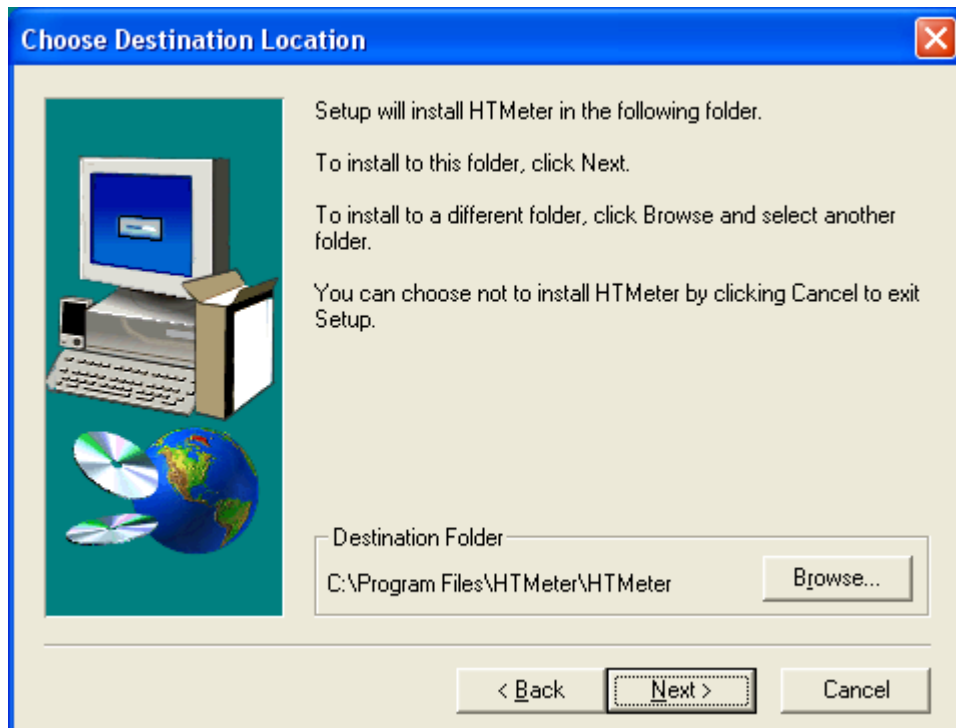 Choose Destination Location
Setup will install HTMeter in the following folder.
To install to this folder, click Next.
To install to a different folder, click Browse and select another
folder.
You can choose not to install HTMeter by clicking Cancel to exit
Setup.
Destination Folder
C:\Program Files\HTMeter\HTMeter
Browse...
< Back
Next >
Cancel